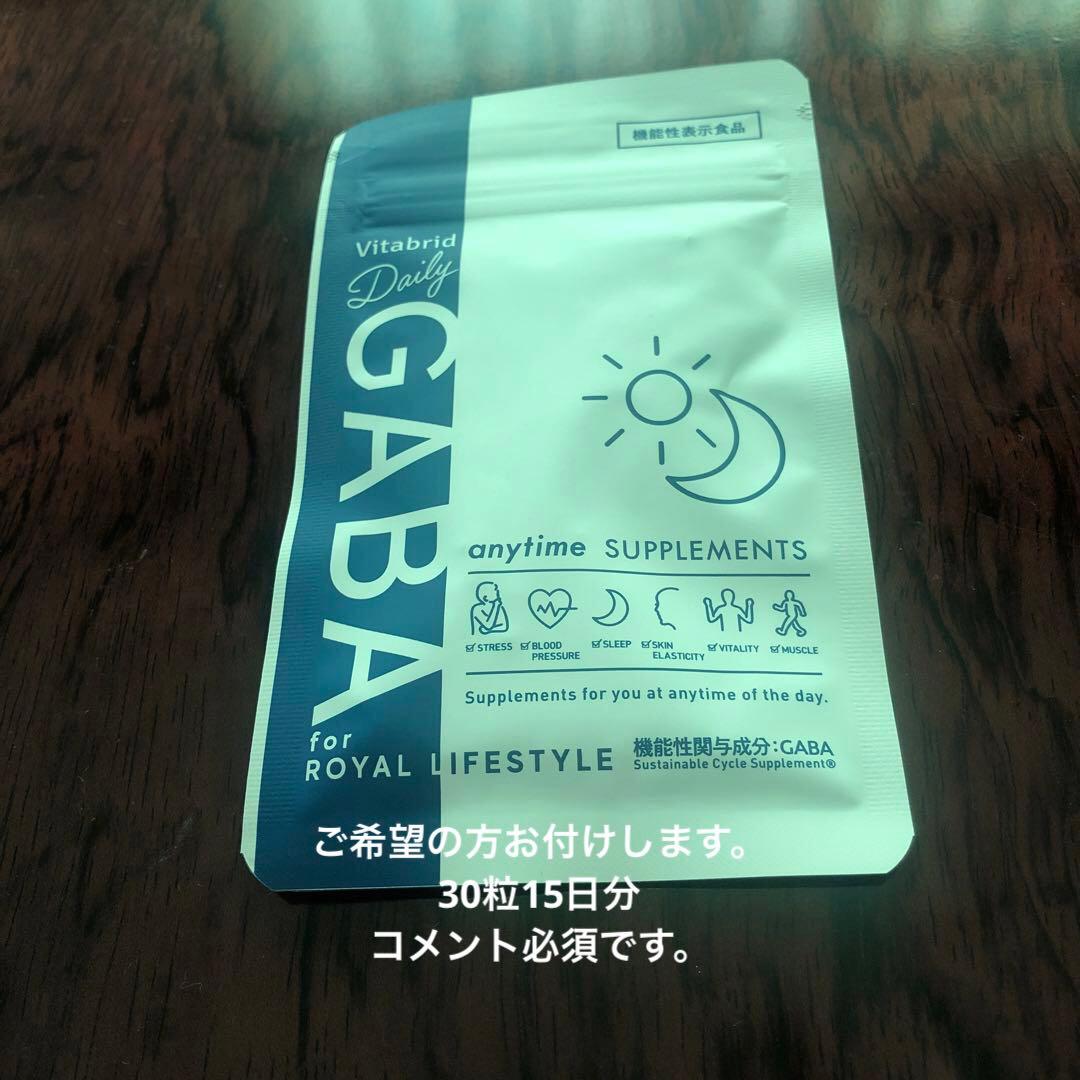 機能性表示食品
Vitabrid
Daily
GABA
for
ROYAL LIFESTYLE
anytime SUPPLEMENTS
STRESS
BLOOD
PRESSURE
SLEEP
SKIN
ELASTICITY
VITALITY
MUSCLE
Supplements for you at anytime of the day.
機能性関与成分:GABA
Sustainable Cycle Supplement®
ご希望の方お付けします。
30粒15日分
コメント必須です。